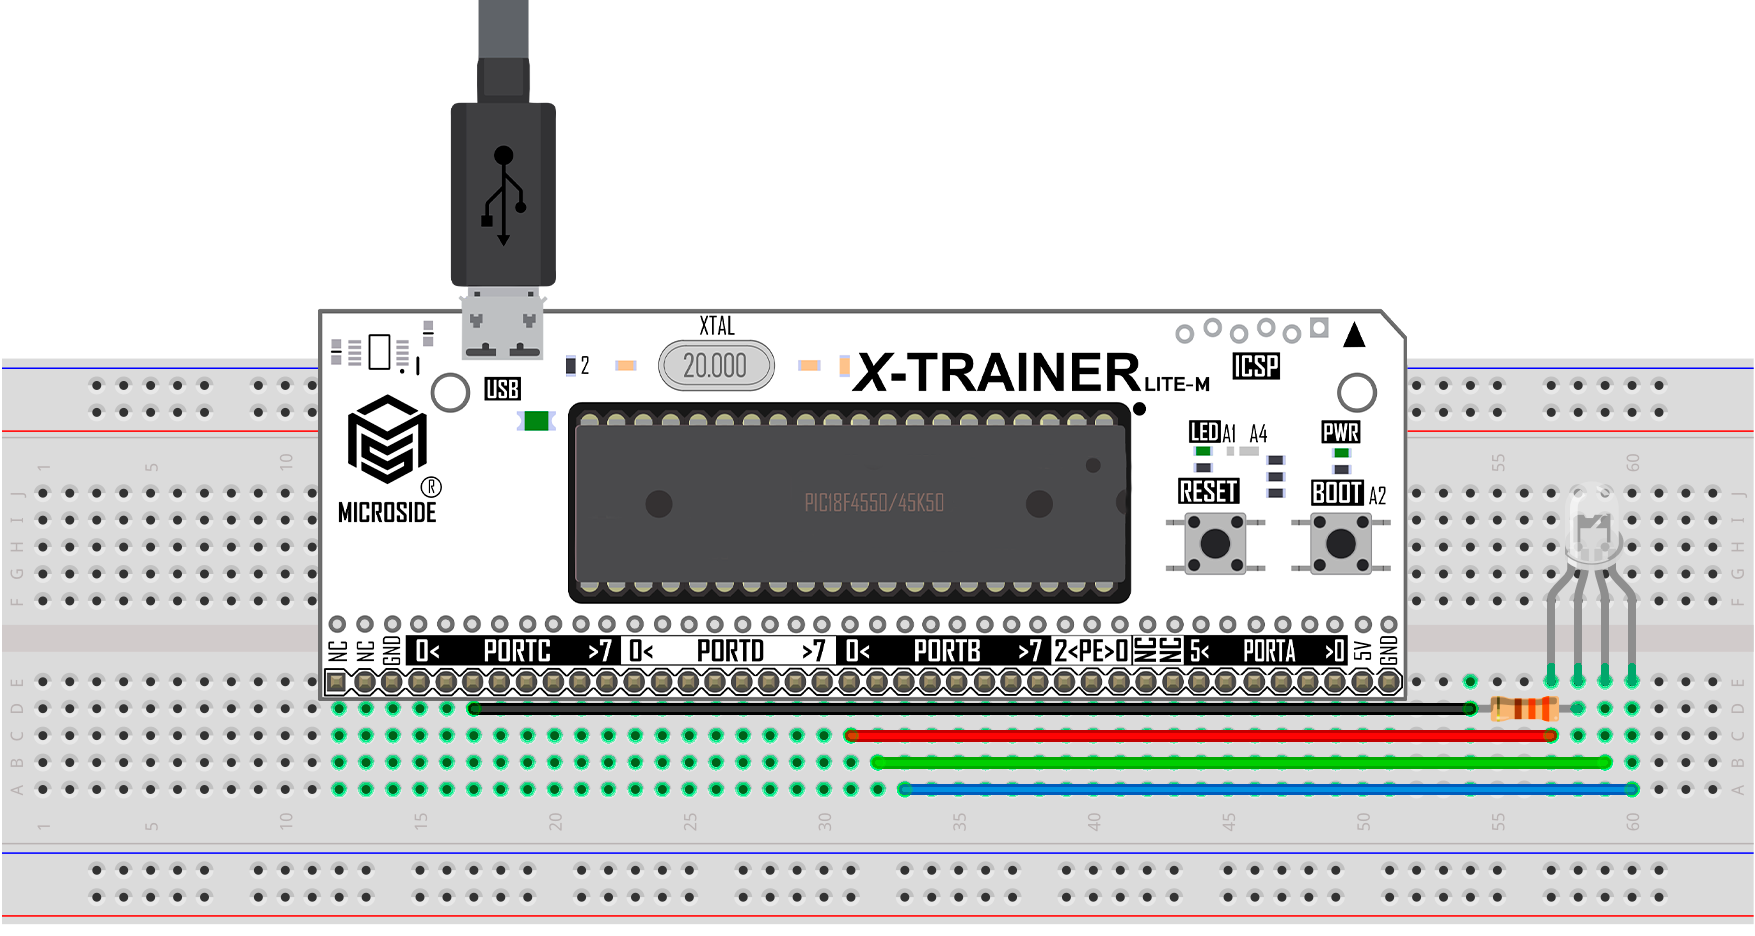 XTAL
20.000
2
USB
X-TRAINER LITE-M
ICSP
LED A1 A4
PWR
RESET
BOOT A2
MICROSIDE ®
PIC18F4550/45K50
NC NC GND 0< PORTC >7 0< PORTD >7 0< PORTB >7 2<PE>0 NC NC 5< PORTA >0 5V GND
1 5 10 55 60
J J
I I
H H
G G
F F
E E
D D
C C
B B
A A
1 5 10 15 20 25 30 35 40 45 50 55 60